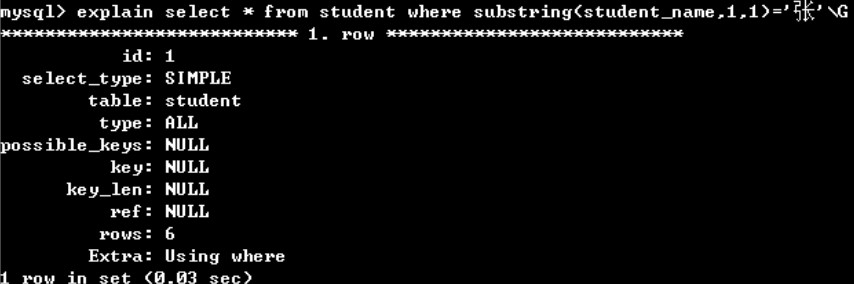 mysql> explain select * from student where substring(student_name,1,1)='张'\G
*************************** 1. row ***************************
id: 1
select_type: SIMPLE
table: student
type: ALL
possible_keys: NULL
key: NULL
key_len: NULL
ref: NULL
rows: 6
Extra: Using where
1 row in set (0.03 sec)